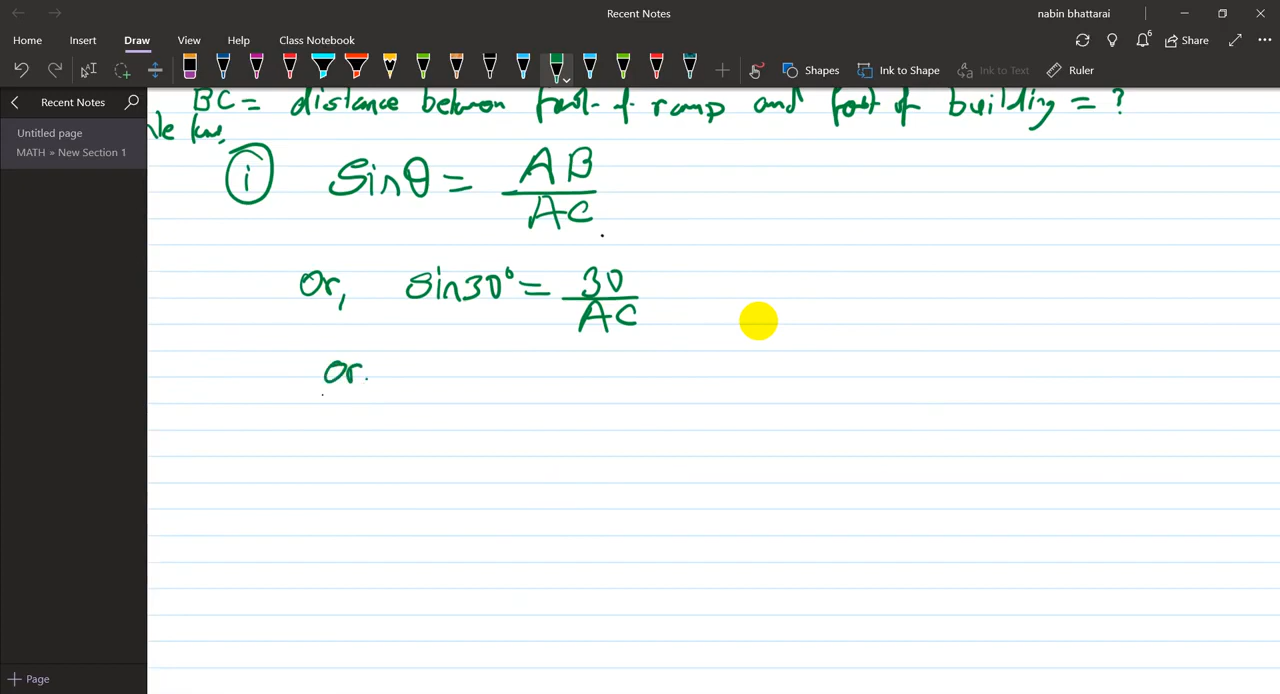 Recent Notes
nabin bhattarai
Home Insert Draw View Help Class Notebook
6 Share
Shapes Ink to Shape Ink to Text Ruler
Recent Notes
Untitled page
MATH » New Section 1
BC = distance between foot of ramp and foot of building = ?
i sinθ = AB
AC
Or, sin30° = 30
AC
Or.
+ Page